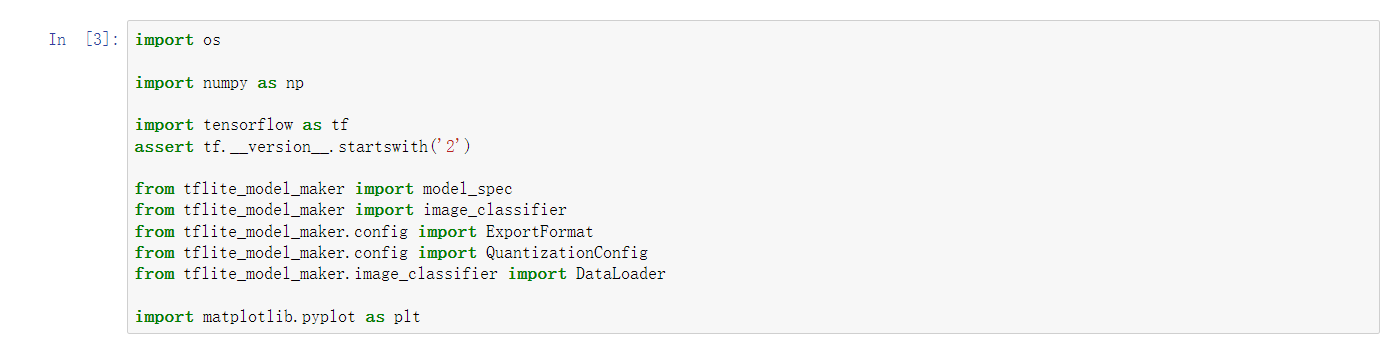 In [3]: import os
import numpy as np
import tensorflow as tf
assert tf.__version__.startswith('2')
from tflite_model_maker import model_spec
from tflite_model_maker import image_classifier
from tflite_model_maker.config import ExportFormat
from tflite_model_maker.config import QuantizationConfig
from tflite_model_maker.image_classifier import DataLoader
import matplotlib.pyplot as plt